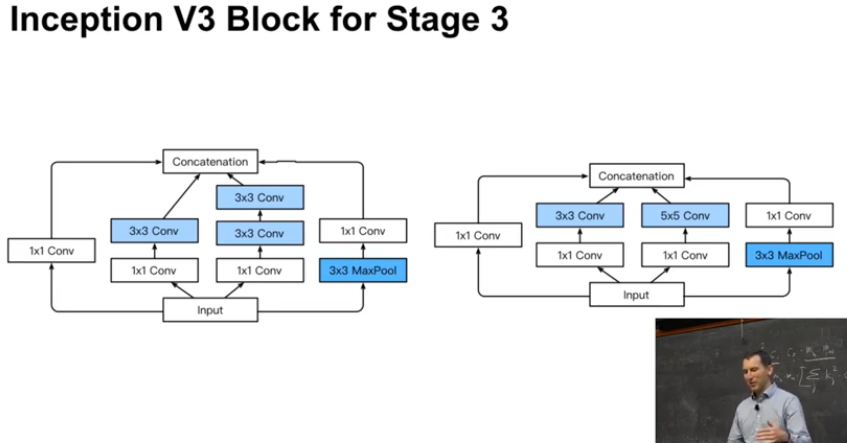 Inception V3 Block for Stage 3
Concatenation
3x3 Conv
3x3 Conv
3x3 Conv
1x1 Conv
1x1 Conv
1x1 Conv
1x1 Conv
3x3 MaxPool
Input
Concatenation
3x3 Conv
5x5 Conv
1x1 Conv
1x1 Conv
1x1 Conv
1x1 Conv
3x3 MaxPool
Input